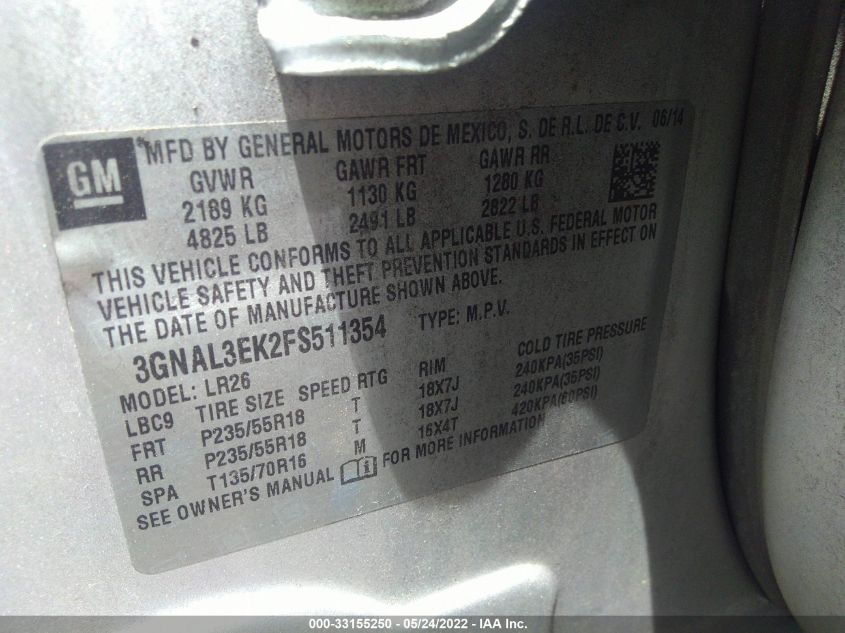 GM
MFD BY GENERAL MOTORS DE MEXICO, S. DE R.L. DE C.V. 06/14
GVWR GAWR FRT GAWR RR
2189 KG 1130 KG 1280 KG
4825 LB 2491 LB 2822 LB
THIS VEHICLE CONFORMS TO ALL APPLICABLE U.S. FEDERAL MOTOR
VEHICLE SAFETY AND THEFT PREVENTION STANDARDS IN EFFECT ON
THE DATE OF MANUFACTURE SHOWN ABOVE.
3GNAL3EK2FS511354 TYPE: M.P.V.
MODEL: LR26
LBC9 TIRE SIZE SPEED RTG RIM COLD TIRE PRESSURE
FRT P235/55R18 T 18X7J 240KPA(35PSI)
RR P235/55R18 T 18X7J 240KPA(35PSI)
SPA T135/70R16 M 16X4T 420KPA(60PSI)
SEE OWNER'S MANUAL i FOR MORE INFORMATION
000-33155250 - 05/24/2022 - IAA Inc.